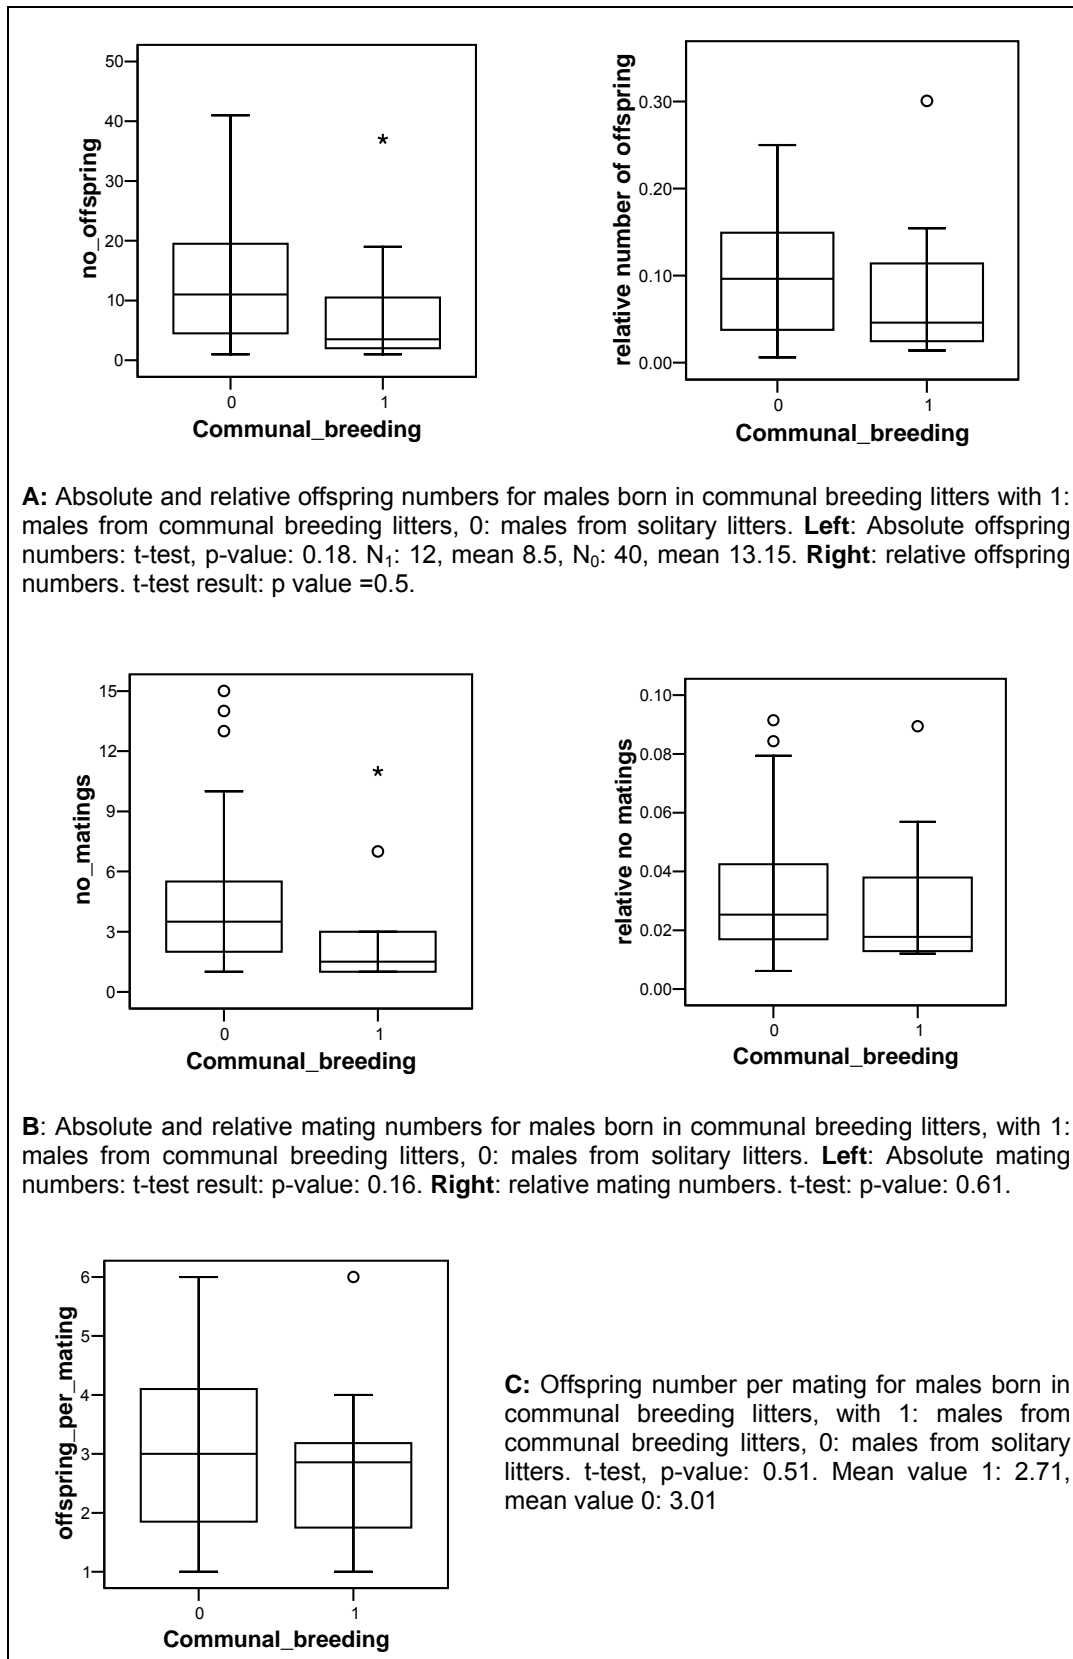 no_offspring
50
40
30
20
10
0
0 1
Communal_breeding
relative number of offspring
0.30
0.20
0.10
0.00
0 1
Communal_breeding
A: Absolute and relative offspring numbers for males born in communal breeding litters with 1:
males from communal breeding litters, 0: males from solitary litters. Left: Absolute offspring
numbers: t-test, p-value: 0.18. N₁: 12, mean 8.5, N₀: 40, mean 13.15. Right: relative offspring
numbers. t-test result: p value =0.5.
no_matings
15
12
9
6
3
0
0 1
Communal_breeding
relative no matings
0.10
0.08
0.06
0.04
0.02
0.00
0 1
Communal_breeding
B: Absolute and relative mating numbers for males born in communal breeding litters, with 1:
males from communal breeding litters, 0: males from solitary litters. Left: Absolute mating
numbers: t-test result: p-value: 0.16. Right: relative mating numbers. t-test: p-value: 0.61.
offspring_per_mating
6
5
4
3
2
1
0 1
Communal_breeding
C: Offspring number per mating for males born in
communal breeding litters, with 1: males from
communal breeding litters, 0: males from solitary
litters. t-test, p-value: 0.51. Mean value 1: 2.71,
mean value 0: 3.01